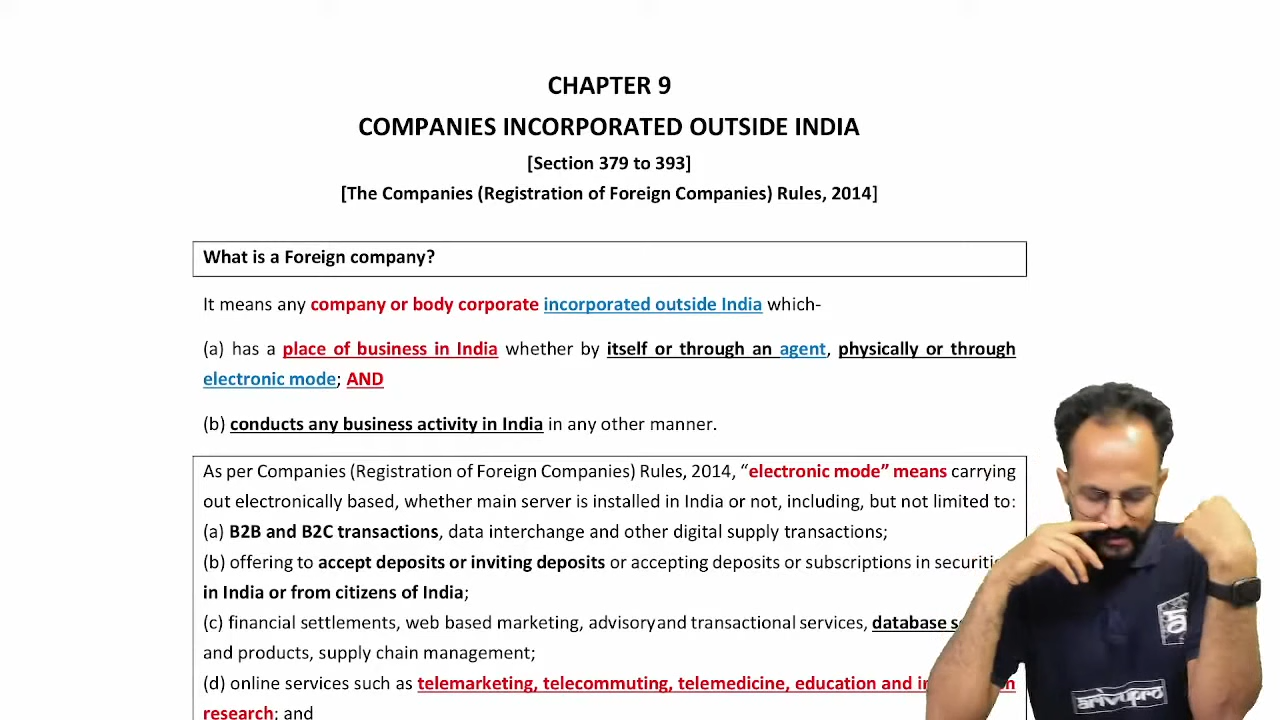 CHAPTER 9
COMPANIES INCORPORATED OUTSIDE INDIA
[Section 379 to 393]
[The Companies (Registration of Foreign Companies) Rules, 2014]
What is a Foreign company?
It means any company or body corporate incorporated outside India which-
(a) has a place of business in India whether by itself or through an agent, physically or through
electronic mode; AND
(b) conducts any business activity in India in any other manner.
As per Companies (Registration of Foreign Companies) Rules, 2014, “electronic mode” means carrying
out electronically based, whether main server is installed in India or not, including, but not limited to:
(a) B2B and B2C transactions, data interchange and other digital supply transactions;
(b) offering to accept deposits or inviting deposits or accepting deposits or subscriptions in
in India or from citizens of India;
(c) financial settlements, web based marketing, advisory and transactional services, database
and products, supply chain management;
(d) online services such as telemarketing, telecommuting, telemedicine, education and
research; and
arivupro